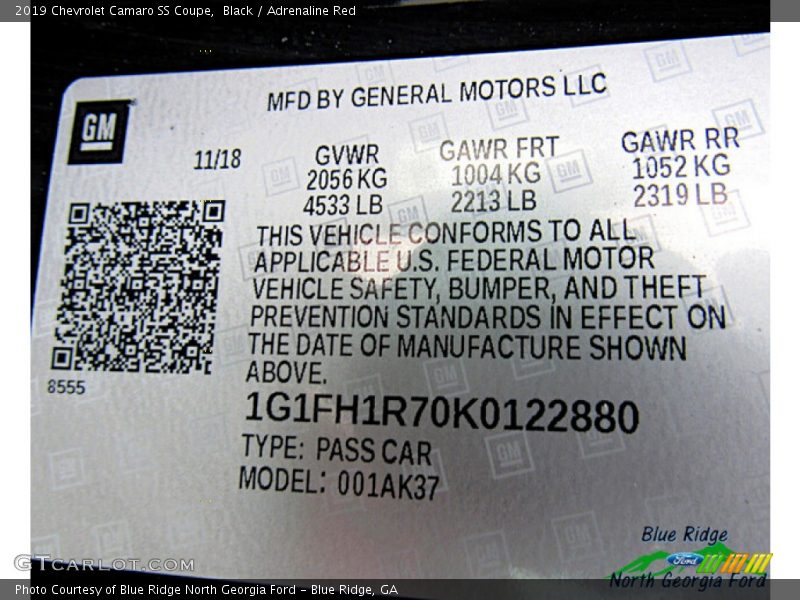 2019 Chevrolet Camaro SS Coupe,  Black / Adrenaline Red
MFD BY GENERAL MOTORS LLC
GM
11/18
GVWR
2056 KG
4533 LB
GAWR FRT
1004 KG
2213 LB
GAWR RR
1052 KG
2319 LB
THIS VEHICLE CONFORMS TO ALL
APPLICABLE U.S. FEDERAL MOTOR
VEHICLE SAFETY, BUMPER, AND THEFT
PREVENTION STANDARDS IN EFFECT ON
THE DATE OF MANUFACTURE SHOWN
ABOVE.
8555
1G1FH1R70K0122880
TYPE: PASS CAR
MODEL: 001AK37
Blue Ridge
Ford
North Georgia Ford
GTCARLOT.COM
Photo Courtesy of Blue Ridge North Georgia Ford - Blue Ridge, GA